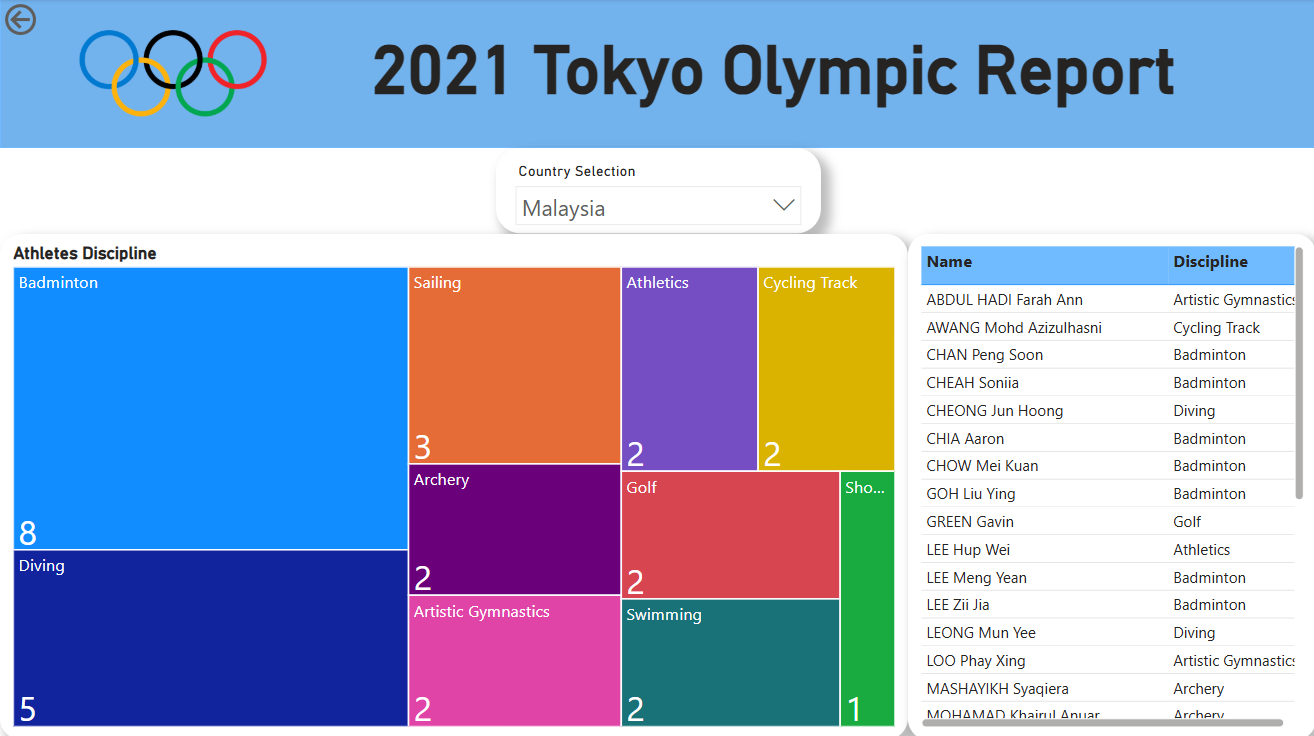 2021 Tokyo Olympic Report
Country Selection
Malaysia
Athletes Discipline
Badminton
8
Diving
5
Sailing
3
Archery
2
Artistic Gymnastics
2
Athletics
2
Cycling Track
2
Golf
2
Swimming
2
Sho...
1
Name Discipline
ABDUL HADI Farah Ann Artistic Gymnastics
AWANG Mohd Azizulhasni Cycling Track
CHAN Peng Soon Badminton
CHEAH Soniia Badminton
CHEONG Jun Hoong Diving
CHIA Aaron Badminton
CHOW Mei Kuan Badminton
GOH Liu Ying Badminton
GREEN Gavin Golf
LEE Hup Wei Athletics
LEE Meng Yean Badminton
LEE Zii Jia Badminton
LEONG Mun Yee Diving
LOO Phay Xing Artistic Gymnastics
MASHAYIKH Syaqiera Archery
MOHAMAD Khairul Anuar Archery